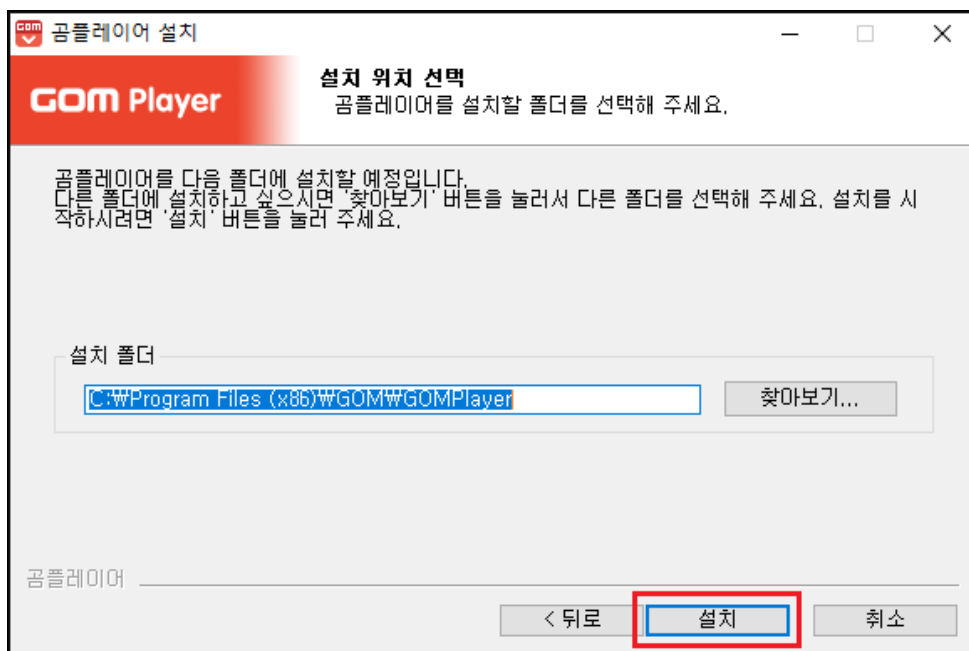 GOM
곰플레이어 설치
GOM Player
설치 위치 선택
곰플레이어를 설치할 폴더를 선택해 주세요.
곰플레이어를 다음 폴더에 설치할 예정입니다.
다른 폴더에 설치하고 싶으시면 '찾아보기' 버튼을 눌러서 다른 폴더를 선택해 주세요. 설치를 시
작하시려면 '설치' 버튼을 눌러 주세요.
설치 폴더
C:₩Program Files (x86)₩GOM₩GOMPlayer
찾아보기...
곰플레이어
< 뒤로
설치
취소